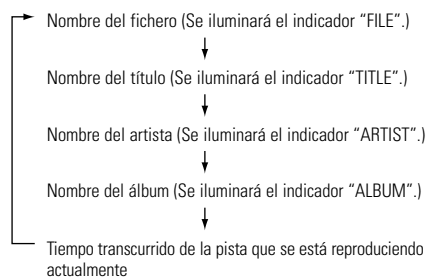 Nombre del fichero (Se iluminará el indicador “FILE”.)
Nombre del título (Se iluminará el indicador “TITLE”.)
Nombre del artista (Se iluminará el indicador “ARTIST”.)
Nombre del álbum (Se iluminará el indicador “ALBUM”.)
Tiempo transcurrido de la pista que se está reproduciendo
actualmente